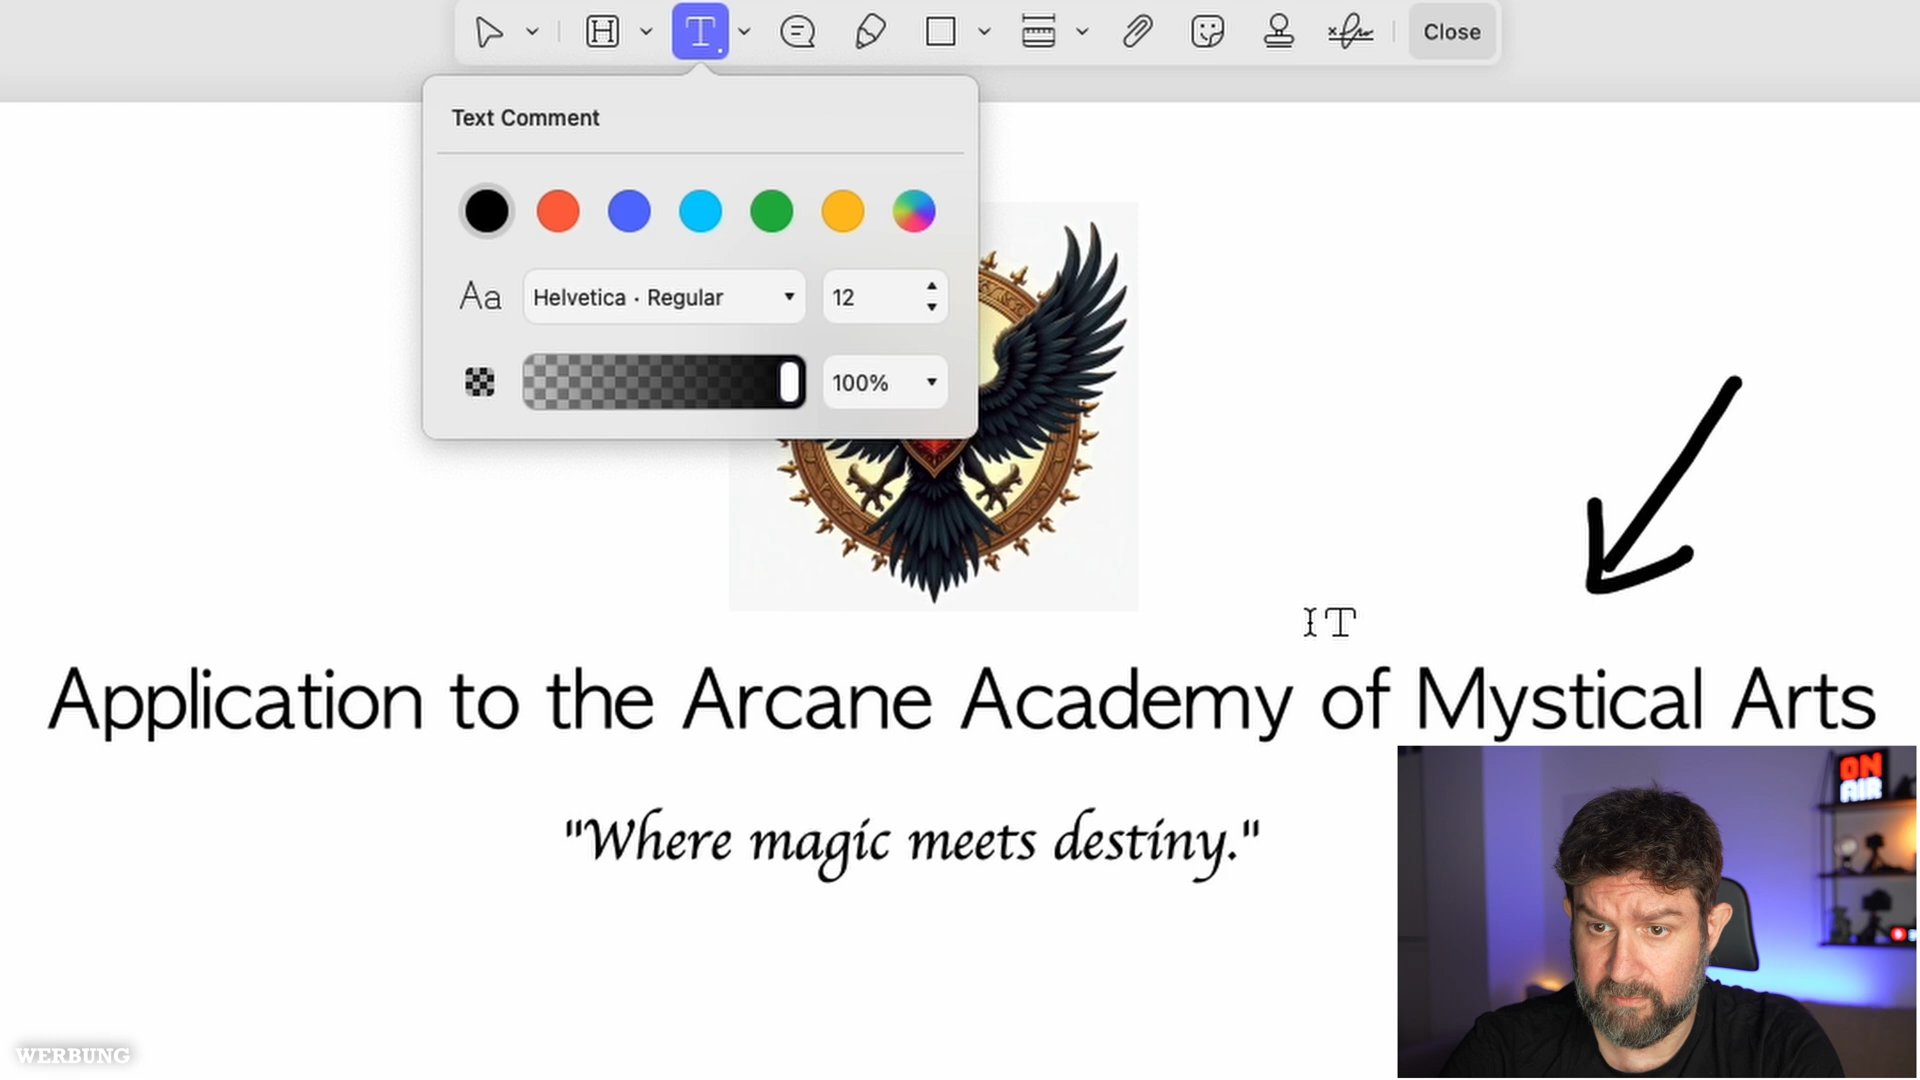 Close
Text Comment
Aa
Helvetica · Regular
12
100%
Application to the Arcane Academy of Mystical Arts
"Where magic meets destiny."
ON
AIR
WERBUNG